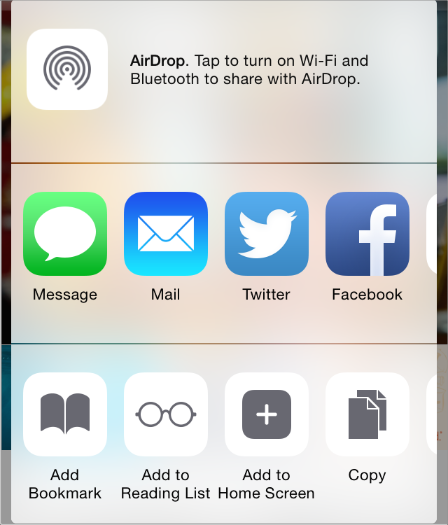 AirDrop. Tap to turn on Wi-Fi and
Bluetooth to share with AirDrop.
Message
Mail
Twitter
Facebook
Add
Bookmark
Add to
Reading List
Add to
Home Screen
Copy